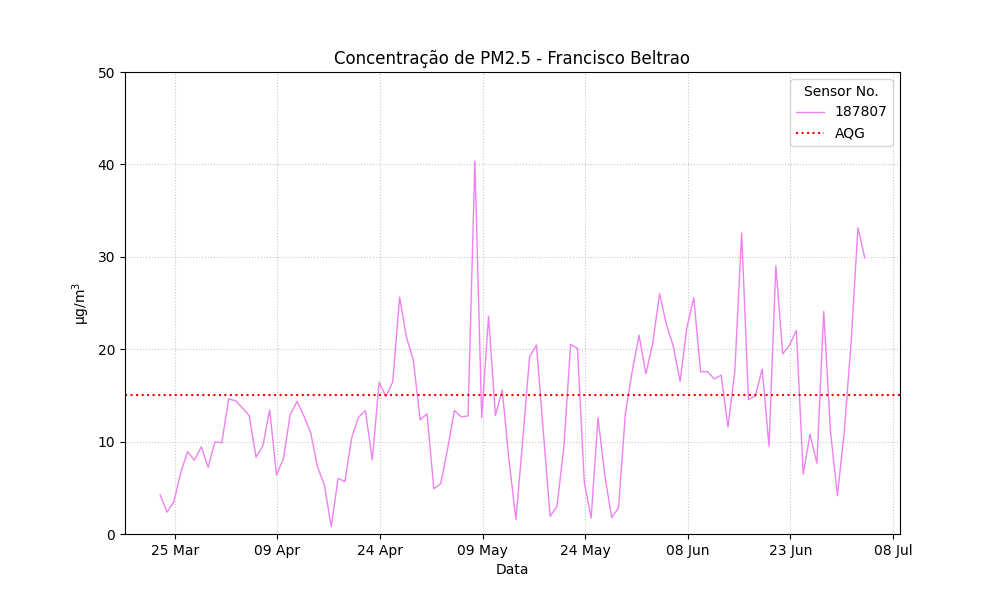 Concentração de PM2.5 - Francisco Beltrao
50
40
30
20
10
0
µg/m³
Sensor No.
187807
AQG
25 Mar
09 Apr
24 Apr
09 May
24 May
08 Jun
23 Jun
08 Jul
Data